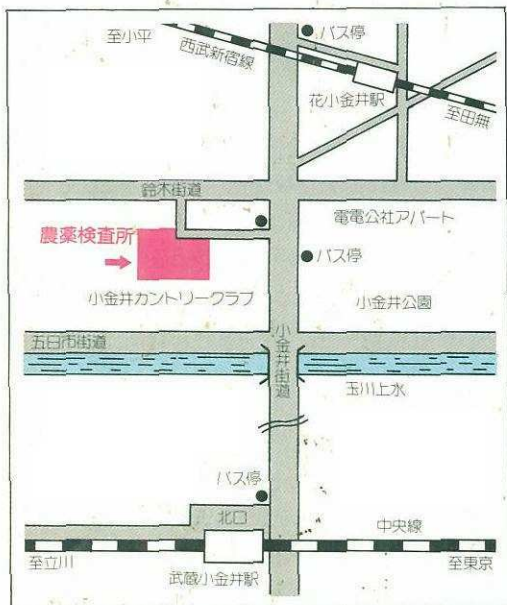 至小平
バス停
西武新宿線
花小金井駅
至田無
鈴木街道
電電公社アパート
農薬検査所
バス停
小金井カントリークラブ
小金井公園
五日市街道
小金井街道
玉川上水
バス停
北口
中央線
至立川
武蔵小金井駅
至東京